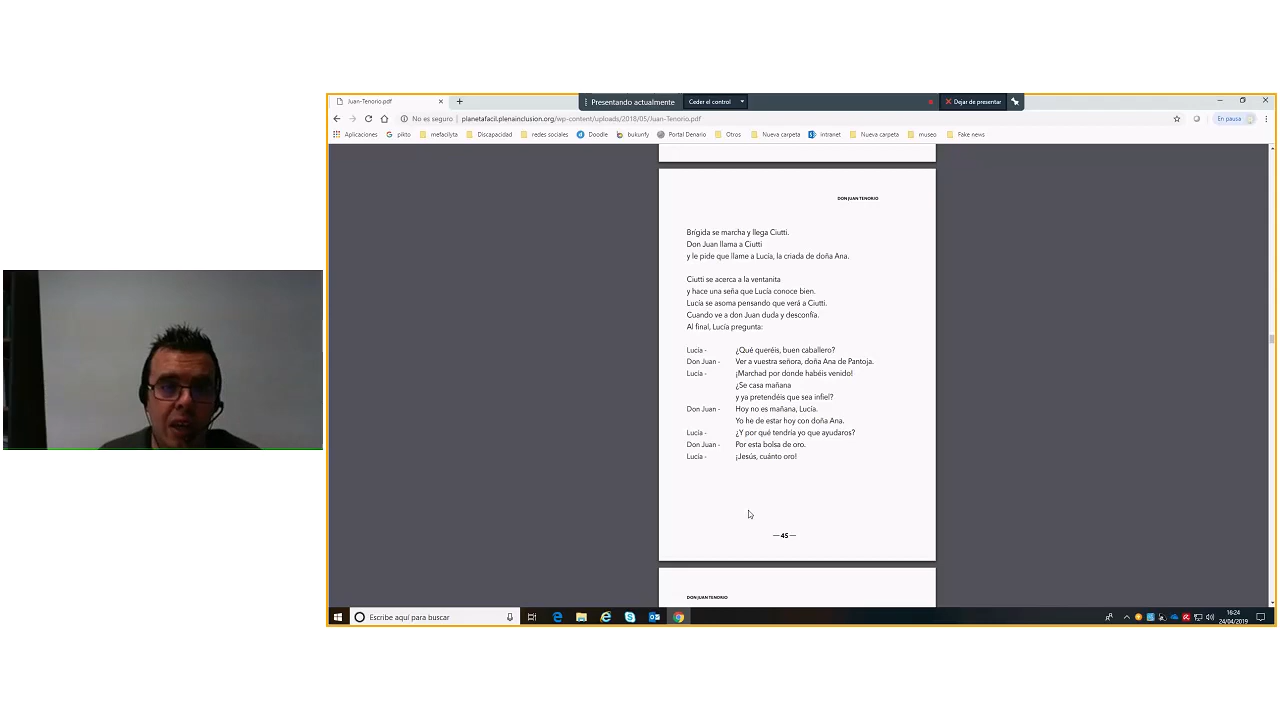 Juan-Tenorio.pdf
Presentando actualmente
Ceder el control
Dejar de presentar
No es seguro
planetafacil.plenainclusion.org/wp-content/uploads/2018/05/Juan-Tenorio.pdf
En pausa
Aplicaciones
pikto
mefacilyta
Discapacidad
redes sociales
Doodle
bukunfy
Portal Denario
Otros
Nueva carpeta
intranet
Nueva carpeta
museo
Fake news
DON JUAN TENORIO
Brígida se marcha y llega Ciutti.
Don Juan llama a Ciutti
y le pide que llame a Lucía, la criada de doña Ana.
Ciutti se acerca a la ventanita
y hace una seña que Lucía conoce bien.
Lucía se asoma pensando que verá a Ciutti.
Cuando ve a don Juan duda y desconfía.
Al final, Lucía pregunta:
Lucía - ¿Qué queréis, buen caballero?
Don Juan - Ver a vuestra señora, doña Ana de Pantoja.
Lucía - ¡Marchad por donde habéis venido!
¿Se casa mañana
y ya pretendéis que sea infiel?
Don Juan - Hoy no es mañana, Lucía.
Yo he de estar hoy con doña Ana.
Lucía - ¿Y por qué tendría yo que ayudaros?
Don Juan - Por esta bolsa de oro.
Lucía - ¡Jesús, cuánto oro!
— 45 —
DON JUAN TENORIO
Escribe aquí para buscar
16:24
24/04/2019